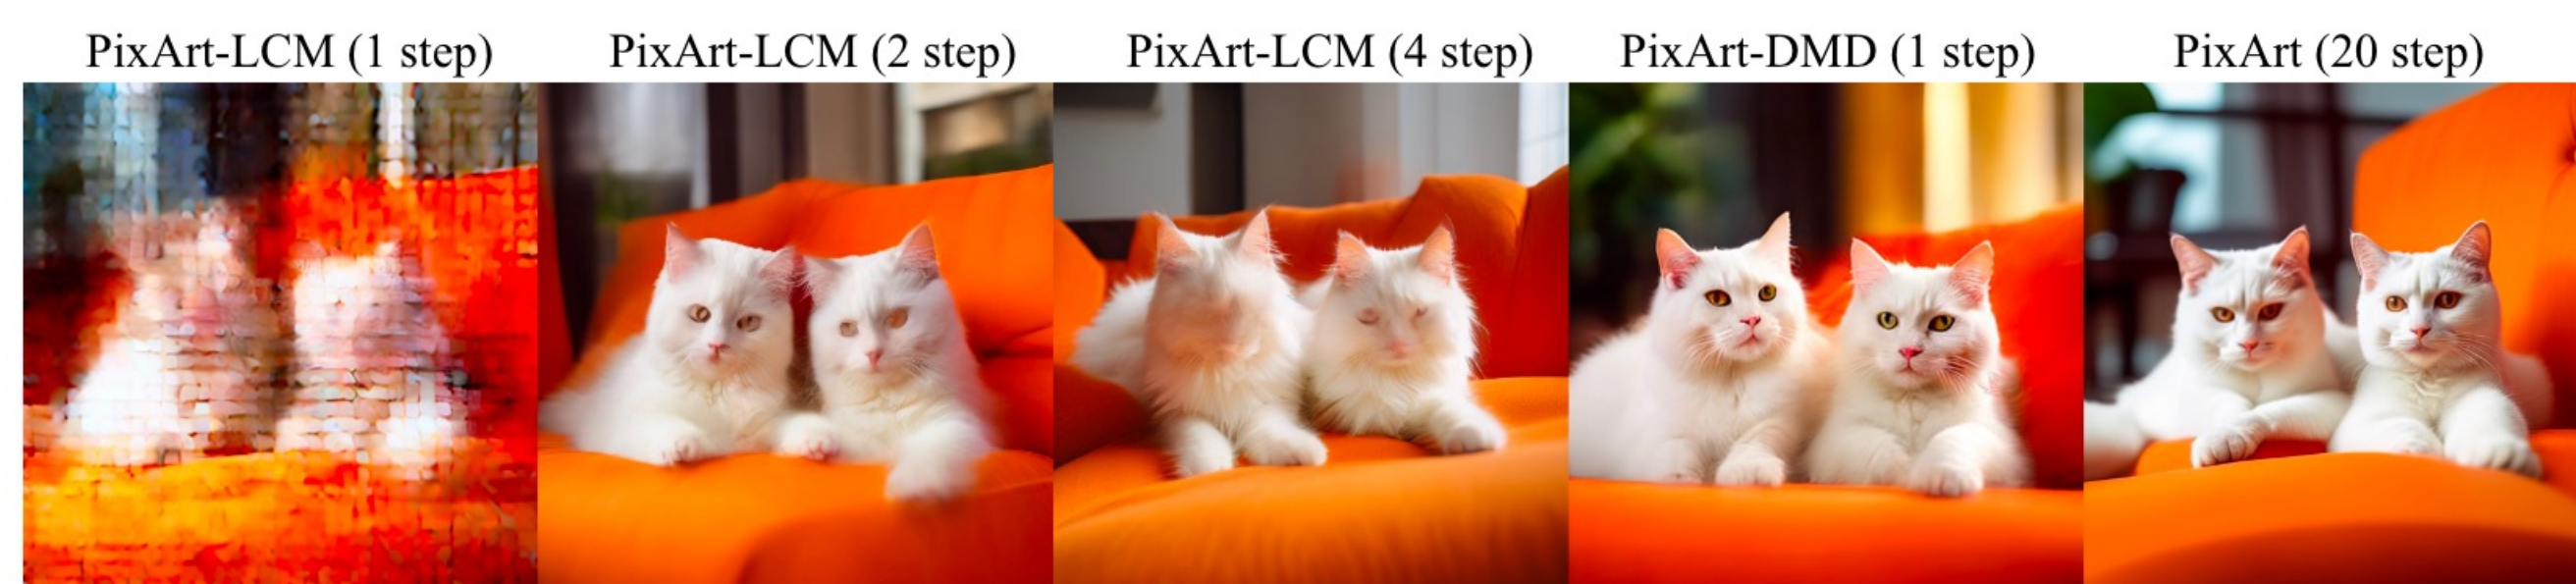 PixArt-LCM (1 step)
PixArt-LCM (2 step)
PixArt-LCM (4 step)
PixArt-DMD (1 step)
PixArt (20 step)